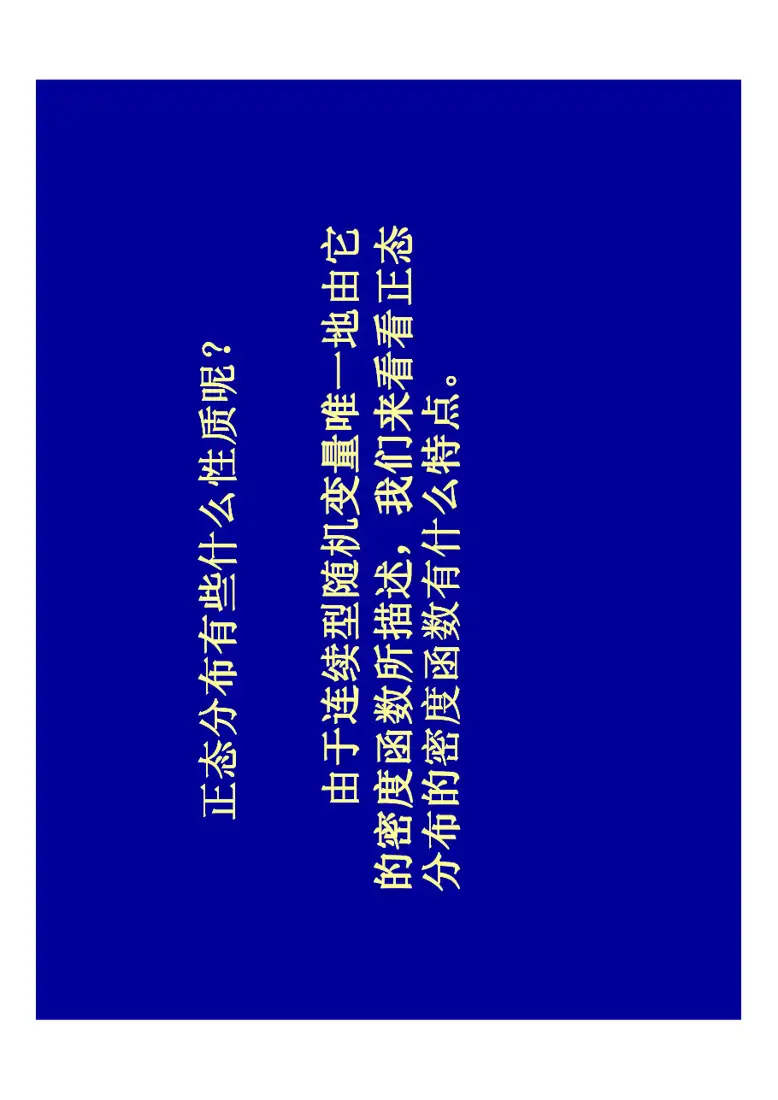 正态分布有些什么性质呢?
由于连续型随机变量唯一地由它
的密度函数所描述，我们来看看正态
分布的密度函数有什么特点。